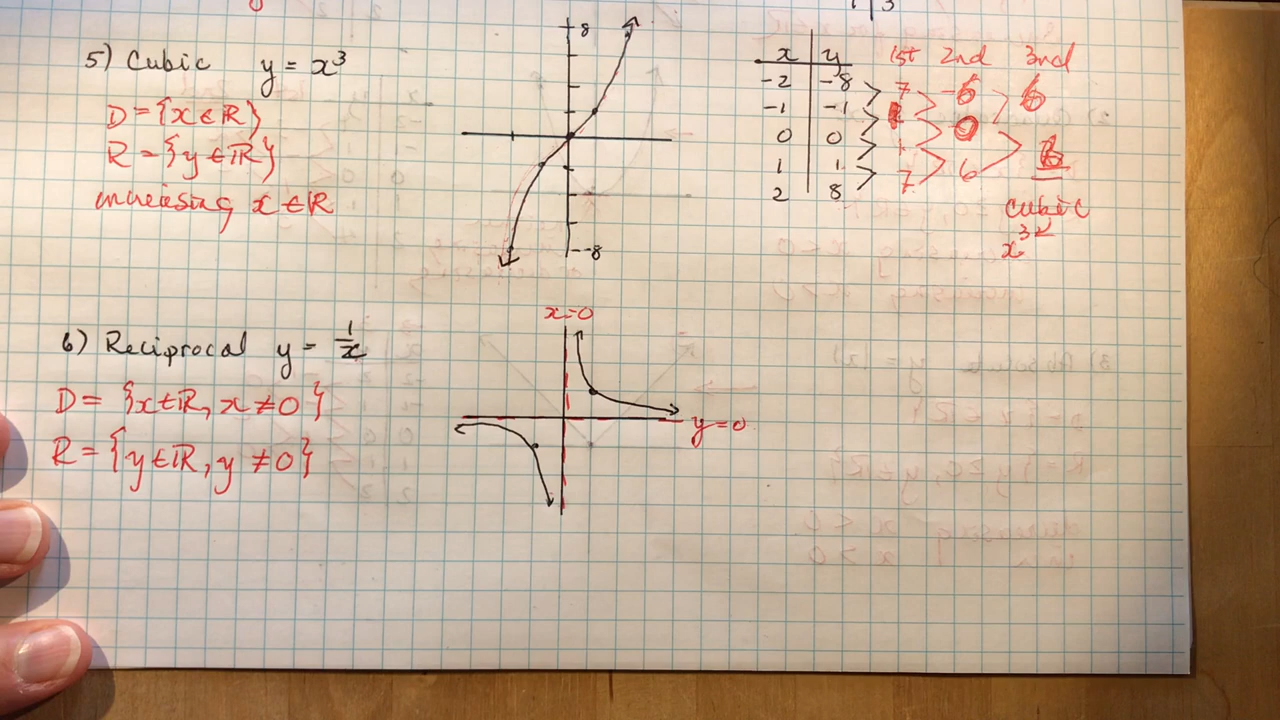 5) Cubic y = x³
D = {x∈ℝ}
R = {y∈ℝ}
increasing x∈ℝ
8
-8
x y 1st 2nd 3rd
-2 -8
-1 -1
0 0
1 1
2 8
7
7
-6
0
6
6
6
cubic
x³
6) Reciprocal y = 1/x
D = {x∈ℝ, x≠0}
R = {y∈ℝ, y≠0}
x=0
y=0